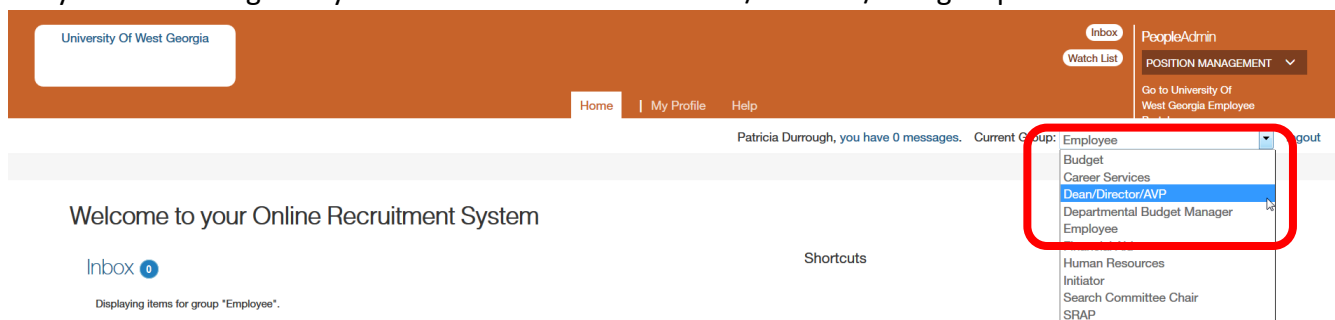 University Of West Georgia
Inbox
Watch List
PeopleAdmin
POSITION MANAGEMENT
Go to University Of
West Georgia Employee
Home | My Profile Help
Patricia Durrough, you have 0 messages. Current Group: Employee
Budget
Career Services
Dean/Director/AVP
Departmental Budget Manager
Employee
Human Resources
Initiator
Search Committee Chair
SRAP
Welcome to your Online Recruitment System
Inbox 0
Shortcuts
Displaying items for group "Employee".